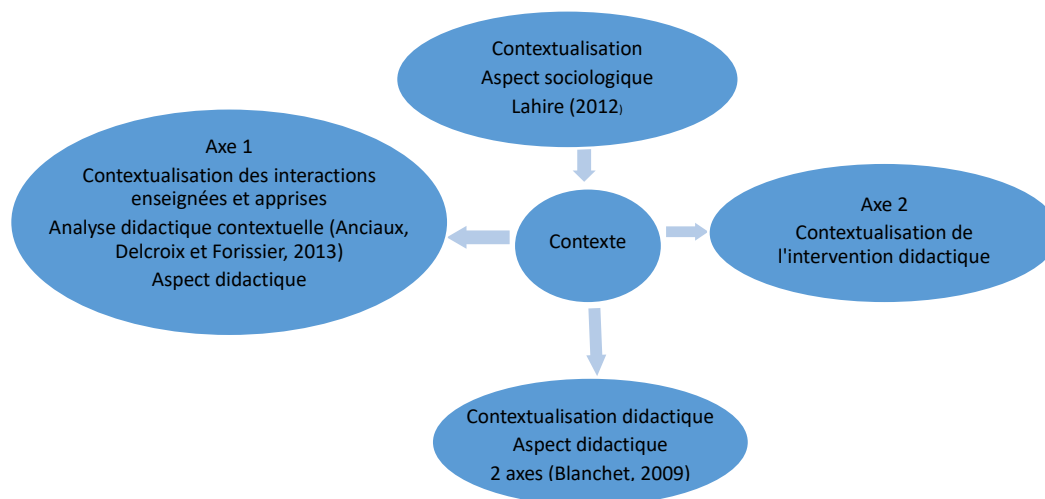 Contextualisation
Aspect sociologique
Lahire (2012)
Axe 1
Contextualisation des interactions
enseignées et apprises
Analyse didactique contextuelle (Anciaux,
Delcroix et Forissier, 2013)
Aspect didactique
Contexte
Axe 2
Contextualisation de
l'intervention didactique
Contextualisation didactique
Aspect didactique
2 axes (Blanchet, 2009)